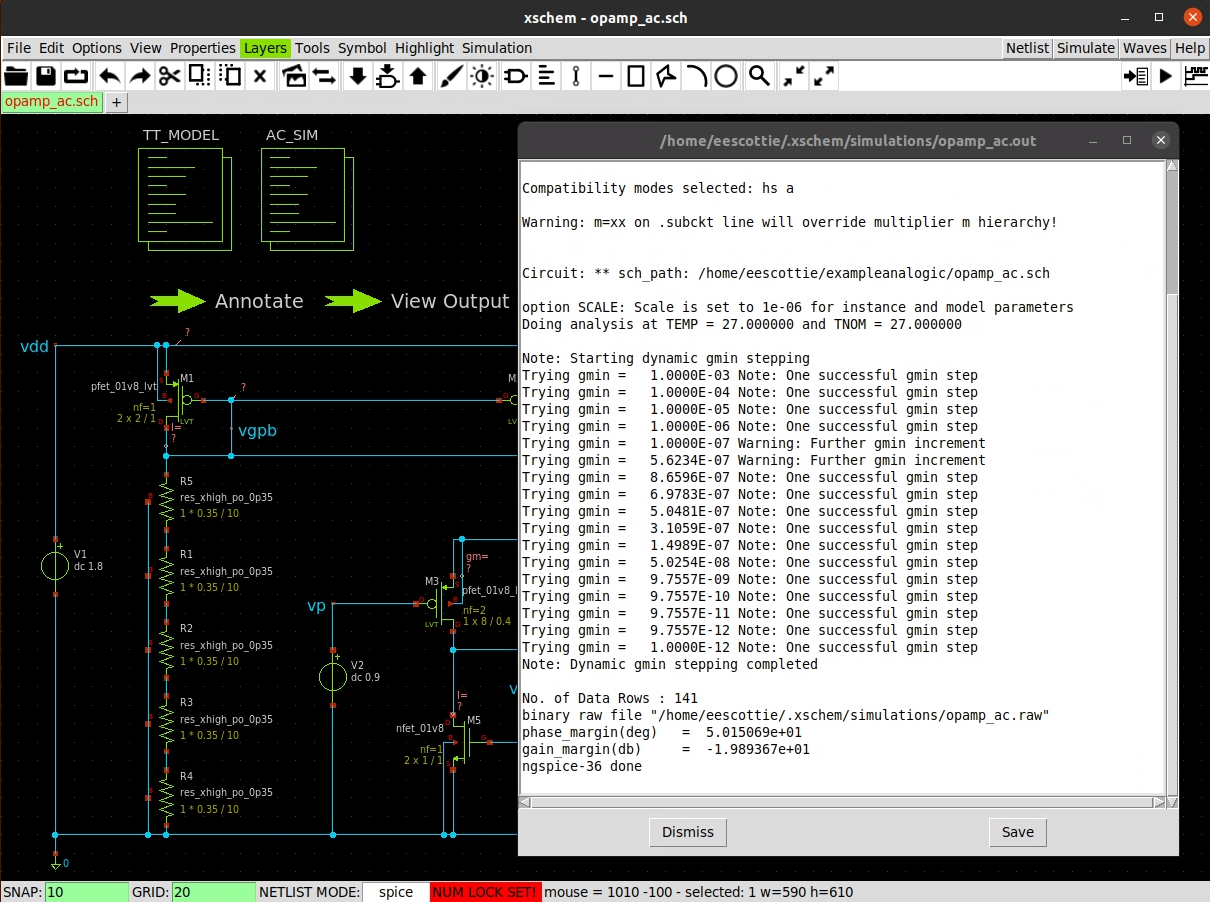 xschem - opamp_ac.sch
File Edit Options View Properties Layers Tools Symbol Highlight Simulation Netlist Simulate Waves Help
opamp_ac.sch +
TT_MODEL AC_SIM
Annotate View Output
vdd
?
M1
pfet_01v8_lvt
nf=1
2 x 2 / 1
LVT
I=
?
?
vgpb
R5
res_xhigh_po_0p35
1 * 0.35 / 10
R1
res_xhigh_po_0p35
1 * 0.35 / 10
R2
res_xhigh_po_0p35
1 * 0.35 / 10
R3
res_xhigh_po_0p35
1 * 0.35 / 10
R4
res_xhigh_po_0p35
1 * 0.35 / 10
V1
dc 1.8
0
vp
V2
dc 0.9
gm=
?
M3
pfet_01v8_l
nf=2
1 x 8 / 0.4
LVT
I=
?
nfet_01v8
M5
nf=1
2 x 1 / 1
/home/eescottie/.xschem/simulations/opamp_ac.out
Compatibility modes selected: hs a
Warning: m=xx on .subckt line will override multiplier m hierarchy!
Circuit: ** sch_path: /home/eescottie/exampleanalogic/opamp_ac.sch
option SCALE: Scale is set to 1e-06 for instance and model parameters
Doing analysis at TEMP = 27.000000 and TNOM = 27.000000
Note: Starting dynamic gmin stepping
Trying gmin = 1.0000E-03 Note: One successful gmin step
Trying gmin = 1.0000E-04 Note: One successful gmin step
Trying gmin = 1.0000E-05 Note: One successful gmin step
Trying gmin = 1.0000E-06 Note: One successful gmin step
Trying gmin = 1.0000E-07 Warning: Further gmin increment
Trying gmin = 5.6234E-07 Warning: Further gmin increment
Trying gmin = 8.6596E-07 Note: One successful gmin step
Trying gmin = 6.9783E-07 Note: One successful gmin step
Trying gmin = 5.0481E-07 Note: One successful gmin step
Trying gmin = 3.1059E-07 Note: One successful gmin step
Trying gmin = 1.4989E-07 Note: One successful gmin step
Trying gmin = 5.0254E-08 Note: One successful gmin step
Trying gmin = 9.7557E-09 Note: One successful gmin step
Trying gmin = 9.7557E-10 Note: One successful gmin step
Trying gmin = 9.7557E-11 Note: One successful gmin step
Trying gmin = 9.7557E-12 Note: One successful gmin step
Trying gmin = 1.0000E-12 Note: One successful gmin step
Note: Dynamic gmin stepping completed
No. of Data Rows : 141
binary raw file "/home/eescottie/.xschem/simulations/opamp_ac.raw"
phase_margin(deg) = 5.015069e+01
gain_margin(db) = -1.989367e+01
ngspice-36 done
Dismiss Save
SNAP: 10 GRID: 20 NETLIST MODE: spice NUM LOCK SET! mouse = 1010 -100 - selected: 1 w=590 h=610